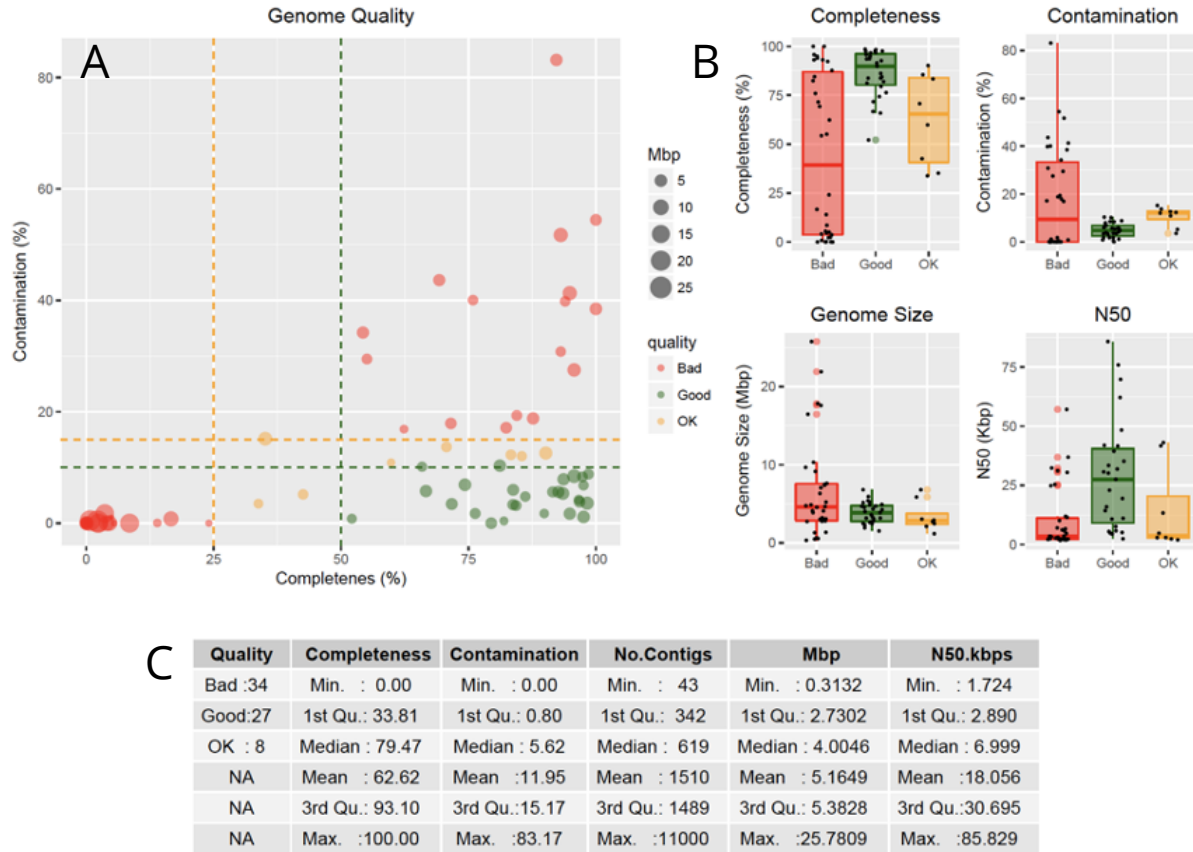 Genome Quality
A
Contamination (%)
80
60
40
20
0
0
25
50
75
100
Completenes (%)
Mbp
5
10
15
20
25
quality
Bad
Good
OK
B
Completeness
Completeness (%)
100
75
50
25
0
Bad Good OK
Contamination
Contamination (%)
80
60
40
20
0
Bad Good OK
Genome Size
Genome Size (Mbp)
20
10
0
Bad Good OK
N50
N50 (Kbp)
75
50
25
0
Bad Good OK
C
Quality Completeness Contamination No.Contigs Mbp N50.kbps
Bad :34 Min. : 0.00 Min. : 0.00 Min. : 43 Min. : 0.3132 Min. : 1.724
Good:27 1st Qu.: 33.81 1st Qu.: 0.80 1st Qu.: 342 1st Qu.: 2.7302 1st Qu.: 2.890
OK : 8 Median : 79.47 Median : 5.62 Median : 619 Median : 4.0046 Median : 6.999
NA Mean : 62.62 Mean :11.95 Mean : 1510 Mean : 5.1649 Mean :18.056
NA 3rd Qu.: 93.10 3rd Qu.:15.17 3rd Qu.: 1489 3rd Qu.: 5.3828 3rd Qu.:30.695
NA Max. :100.00 Max. :83.17 Max. :11000 Max. :25.7809 Max. :85.829